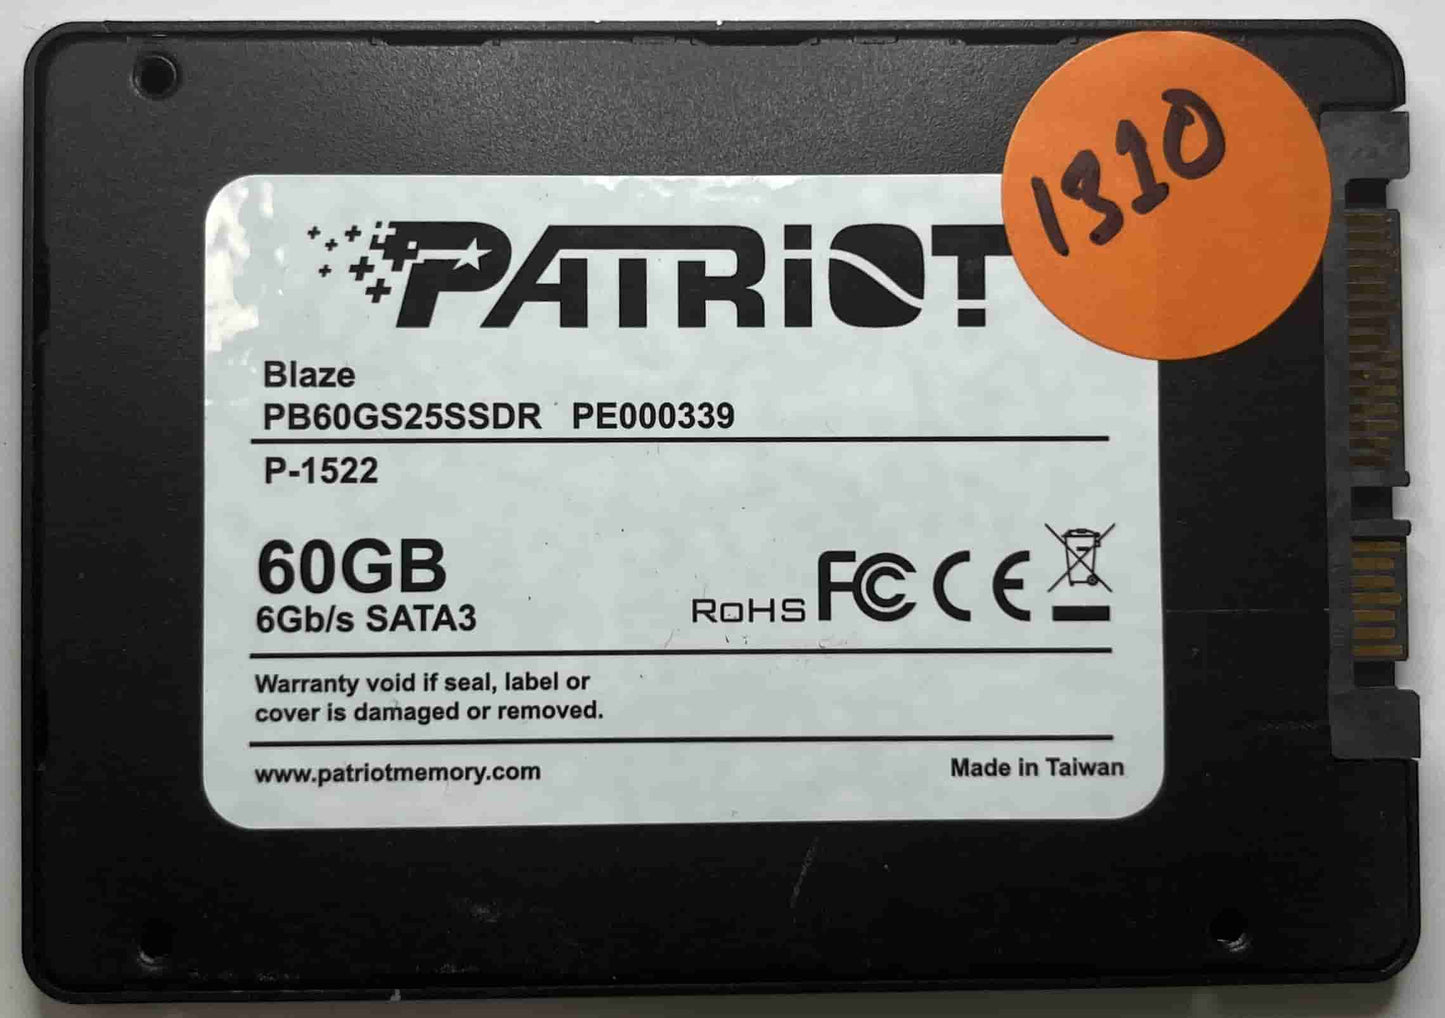 1310
PATRiOT
Blaze
PB60GS25SSDR PE000339
P-1522
60GB
6Gb/s SATA3
RoHS FC CE
Warranty void if seal, label or
cover is damaged or removed.
www.patriotmemory.com Made in Taiwan